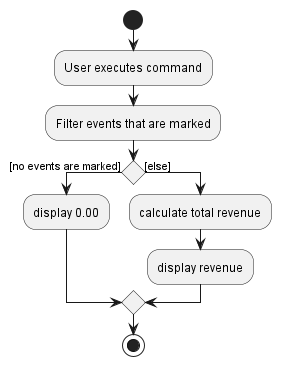 User executes command
Filter events that are marked
[no events are marked]
[else]
display 0.00
calculate total revenue
display revenue